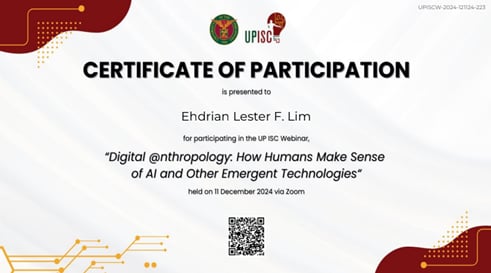 UPISCW-2024-121124-223
UPISC
CERTIFICATE OF PARTICIPATION
is presented to
Ehdrian Lester F. Lim
for participating in the UP ISC Webinar,
“Digital @nthropology: How Humans Make Sense
of AI and Other Emergent Technologies“
held on 11 December 2024 via Zoom